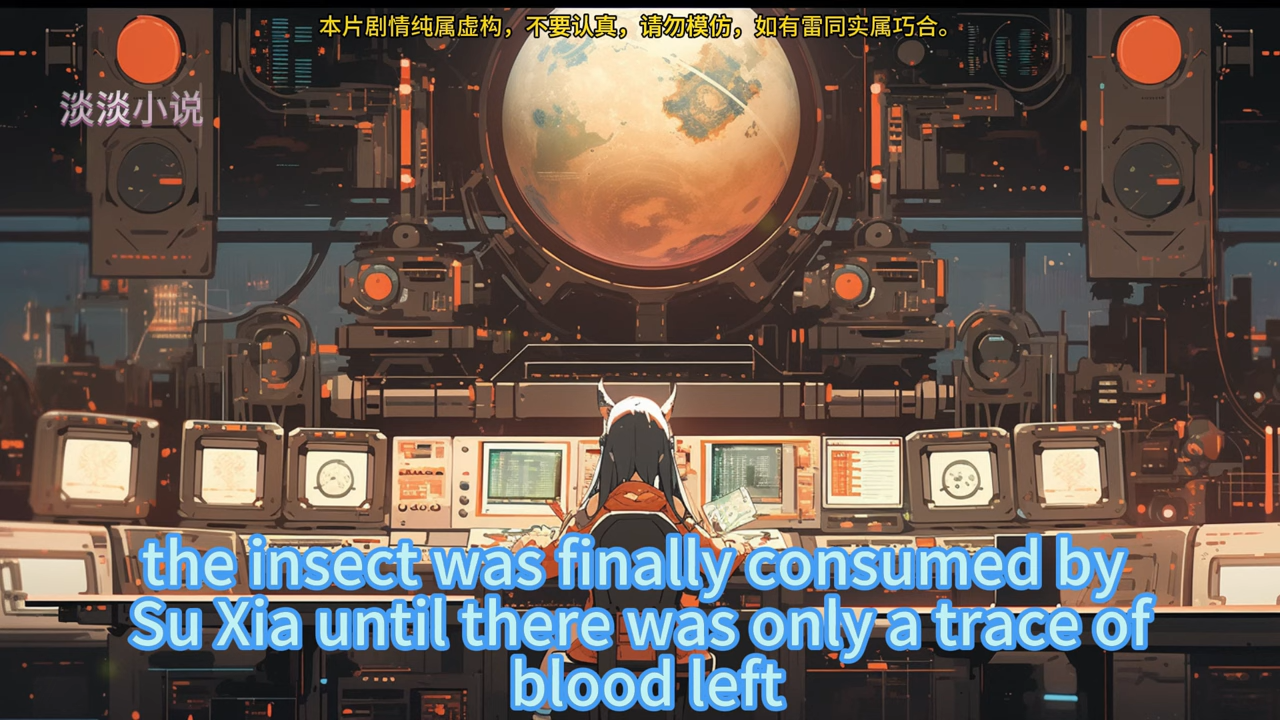 本片剧情纯属虚构，不要认真，请勿模仿，如有雷同实属巧合。
淡淡小说
the insect was finally consumed by
Su Xia until there was only a trace of
blood left